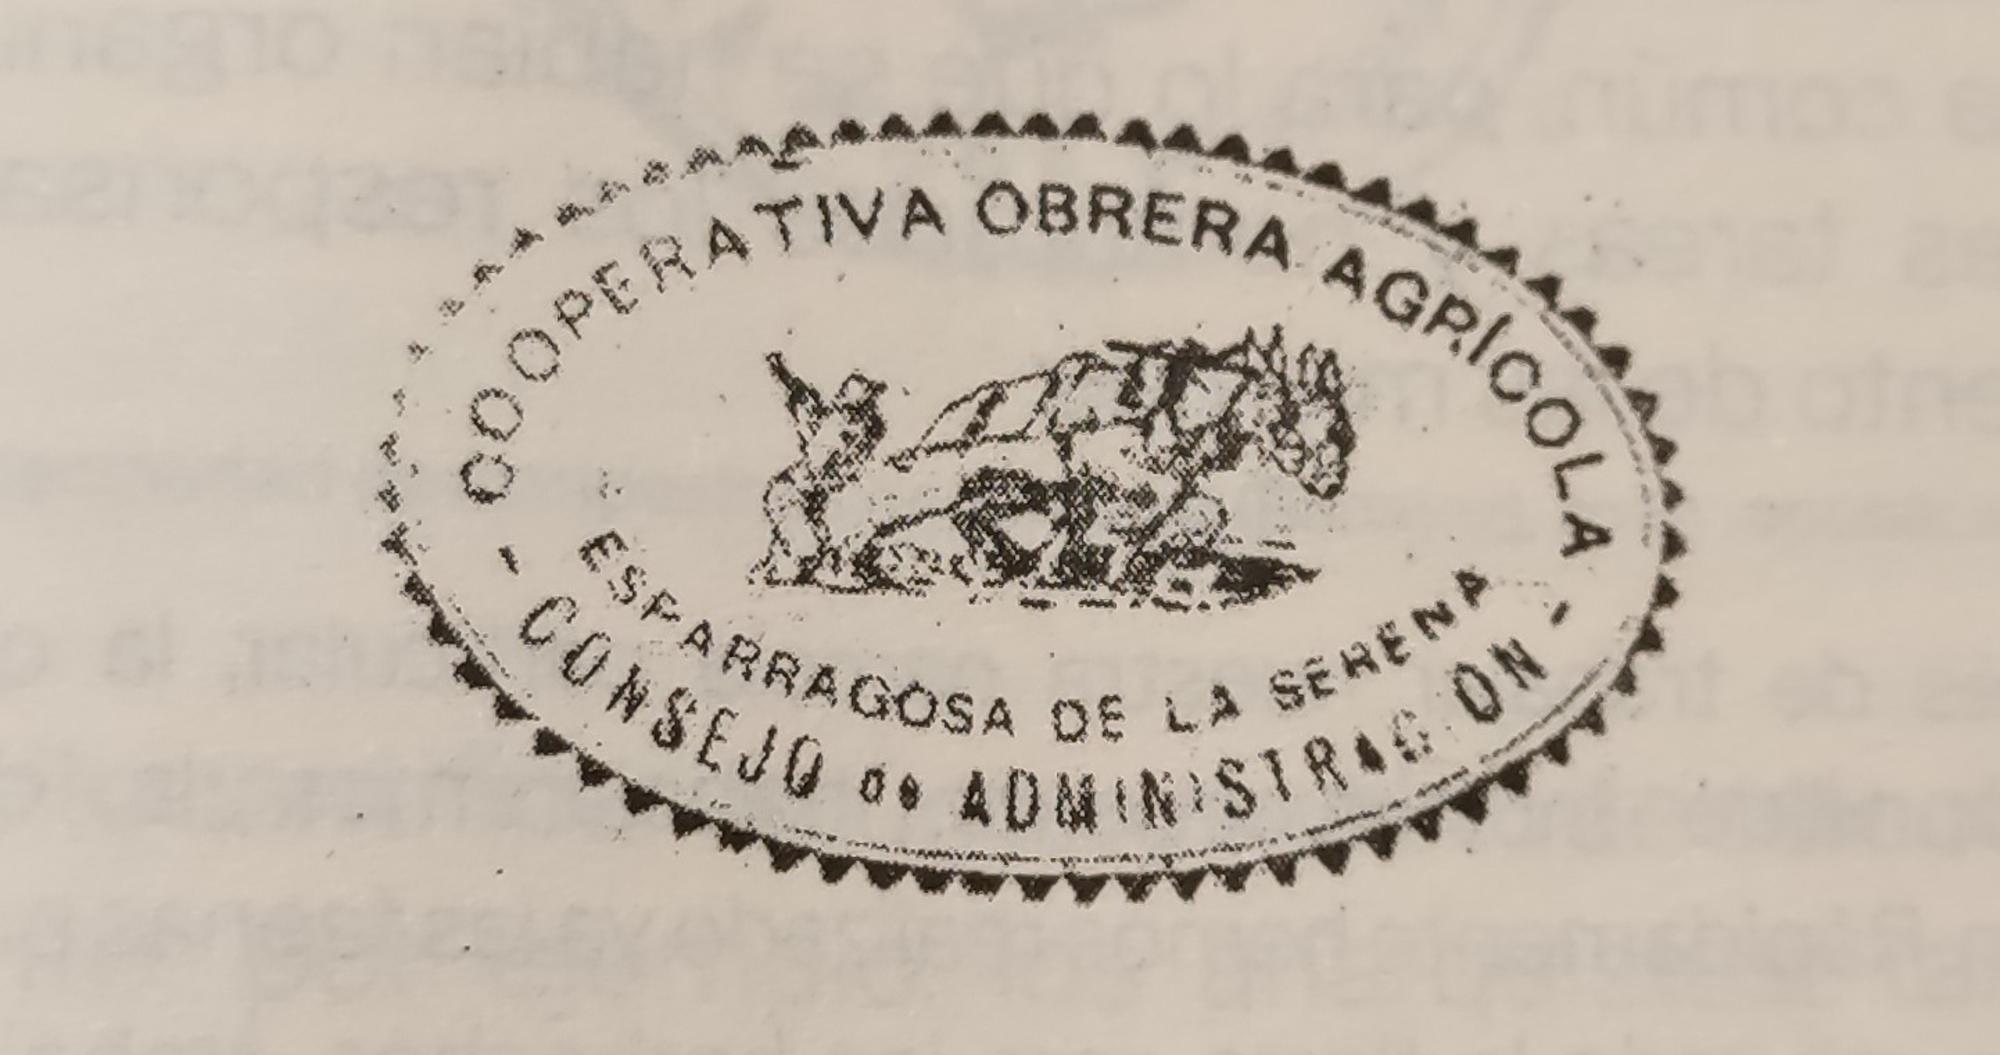 COOPERATIVA OBRERA AGRÍCOLA
ESPARRAGOSA DE LA SERENA
- CONSEJO DE ADMINISTRACION -